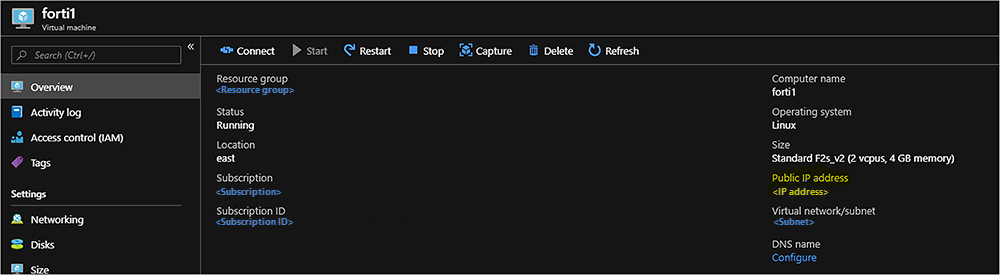 forti1
Virtual machine
Search (Ctrl+/)
«
Overview
Activity log
Access control (IAM)
Tags
Settings
Networking
Disks
Size
Connect Start Restart Stop Capture Delete Refresh
Resource group
<Resource group>
Status
Running
Location
east
Subscription
<Subscription>
Subscription ID
<Subscription ID>
Computer name
forti1
Operating system
Linux
Size
Standard F2s_v2 (2 vcpus, 4 GB memory)
Public IP address
<IP address>
Virtual network/subnet
<Subnet>
DNS name
Configure